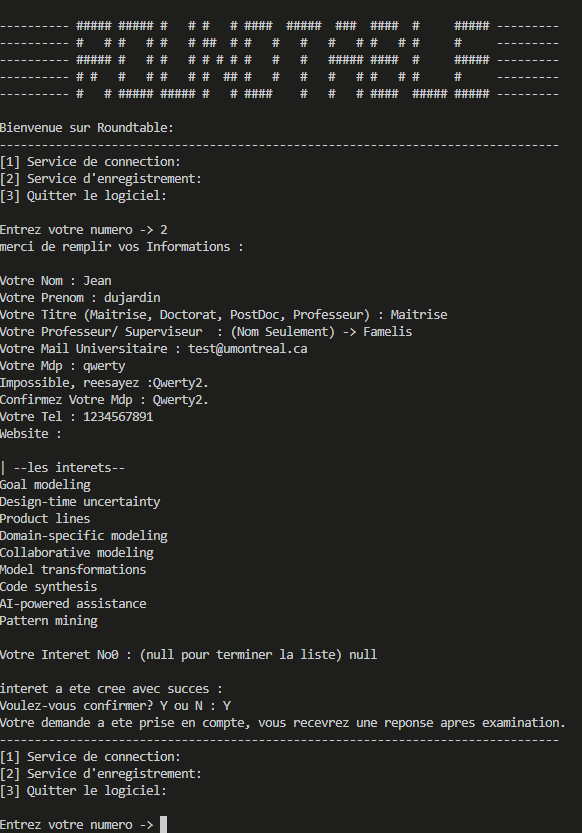 ---------- ##### ##### #   # #   # ####  #####  ###  ####  #     ##### ---------
---------- #   # #   # #   # ##  # #   #   #   #   # #   # #     #     ---------
---------- ##### #   # #   # # # # #   #   #   ##### ####  #     ##### ---------
---------- # #   #   # #   # #  ## #   #   #   #   # #   # #     #     ---------
---------- #   # ##### ##### #   # ####    #   #   # ####  ##### ##### ---------
Bienvenue sur Roundtable:
--------------------------------------------------------------------------------
[1] Service de connection:
[2] Service d'enregistrement:
[3] Quitter le logiciel:
Entrez votre numero -> 2
merci de remplir vos Informations :
Votre Nom : Jean
Votre Prenom : dujardin
Votre Titre (Maitrise, Doctorat, PostDoc, Professeur) : Maitrise
Votre Professeur/ Superviseur  : (Nom Seulement) -> Famelis
Votre Mail Universitaire : test@umontreal.ca
Votre Mdp : qwerty
Impossible, reesayez :Qwerty2.
Confirmez Votre Mdp : Qwerty2.
Votre Tel : 1234567891
Website :
| --les interets--
Goal modeling
Design-time uncertainty
Product lines
Domain-specific modeling
Collaborative modeling
Model transformations
Code synthesis
AI-powered assistance
Pattern mining
Votre Interet No0 : (null pour terminer la liste) null
interet a ete cree avec succes :
Voulez-vous confirmer? Y ou N : Y
Votre demande a ete prise en compte, vous recevrez une reponse apres examination.
--------------------------------------------------------------------------------
[1] Service de connection:
[2] Service d'enregistrement:
[3] Quitter le logiciel:
Entrez votre numero ->